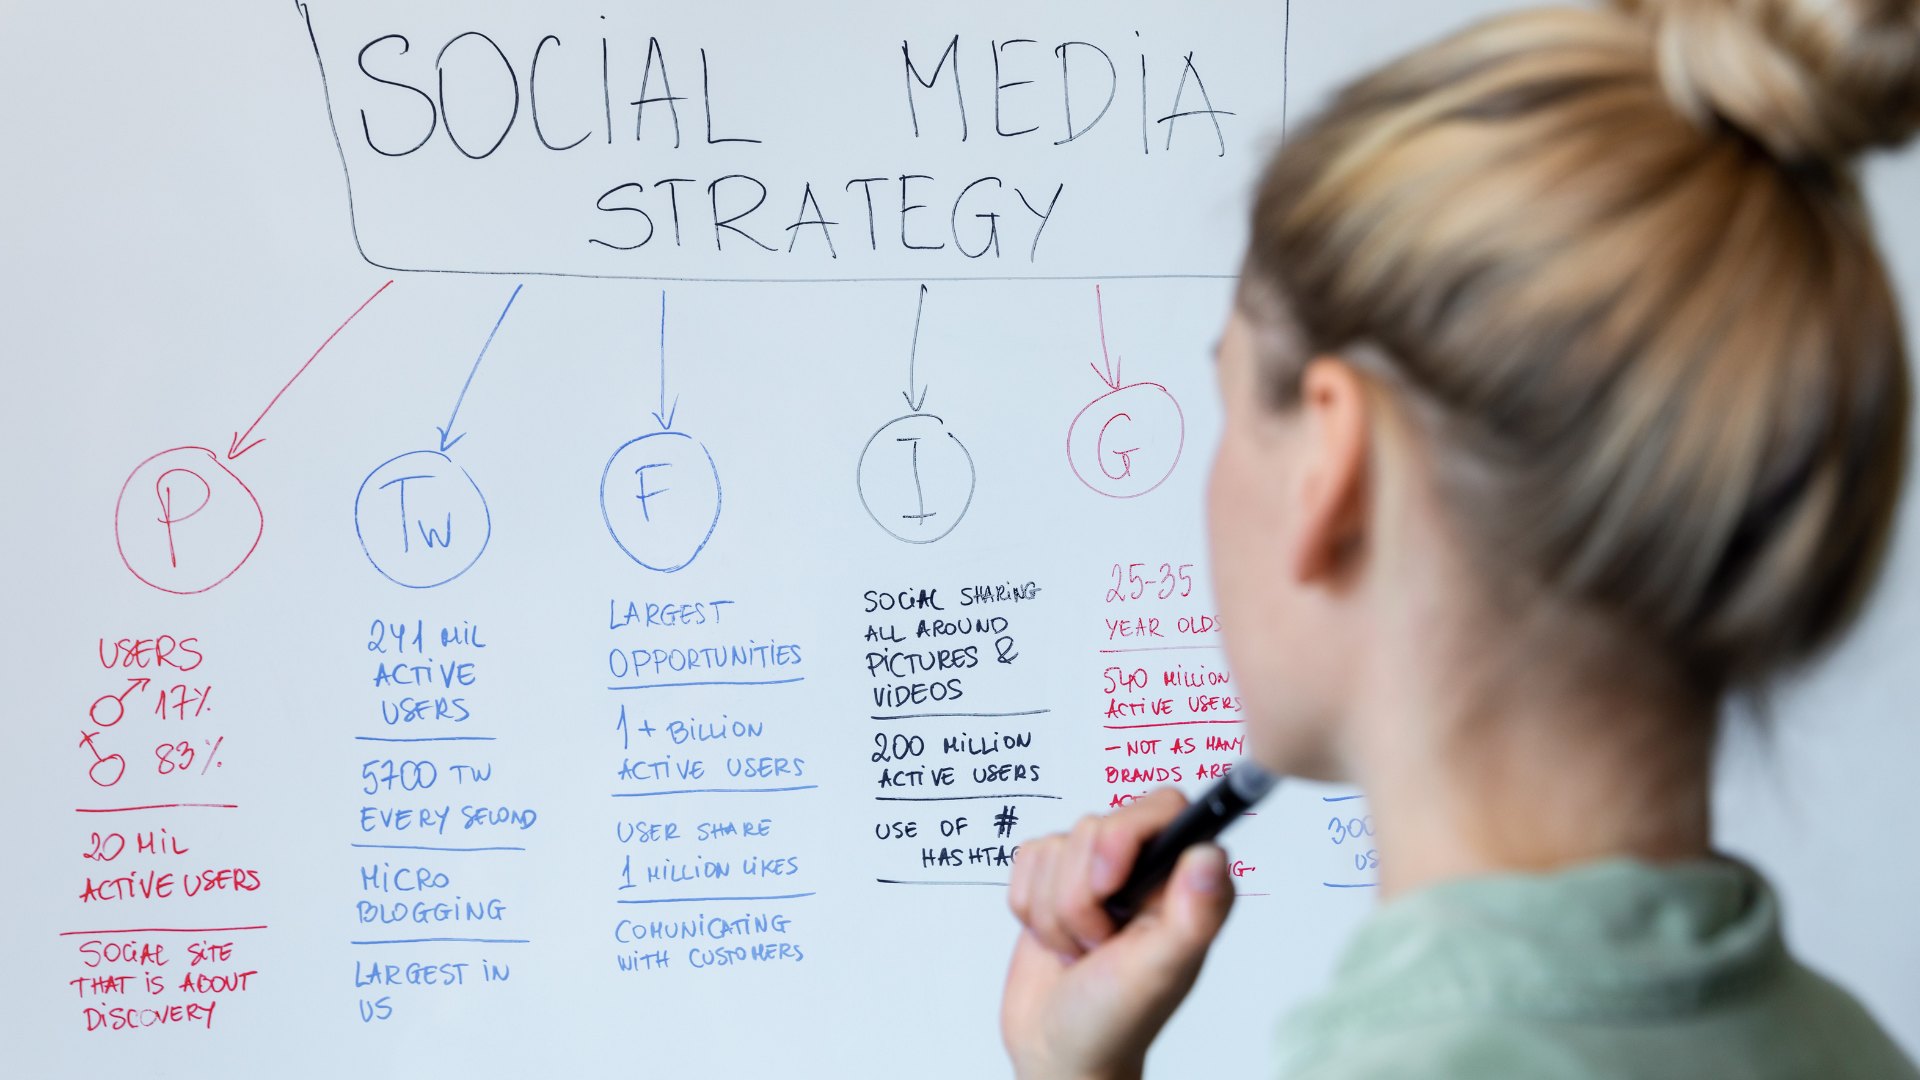 SOCIAL MEDIA
STRATEGY
P
USERS
♂ 17%
83%
20 MIL
ACTIVE USERS
SOCIAL SITE
THAT IS ABOUT
DISCOVERY
Tw
241 MIL
ACTIVE
USERS
5700 TW
EVERY SECOND
MICRO
BLOGGING
LARGEST IN
US
F
LARGEST
OPPORTUNITIES
1+ BILLION
ACTIVE USERS
USER SHARE
1 MILLION LIKES
COMUNICATING
WITH CUSTOMERS
I
SOCIAL SHARING
ALL AROUND
PICTURES &
VIDEOS
200 MILLION
ACTIVE USERS
USE OF #
HASHTAG
G
25-35
YEAR OLDS
540 MILLION
ACTIVE USERS
- NOT AS MANY
BRANDS ARE
300
US